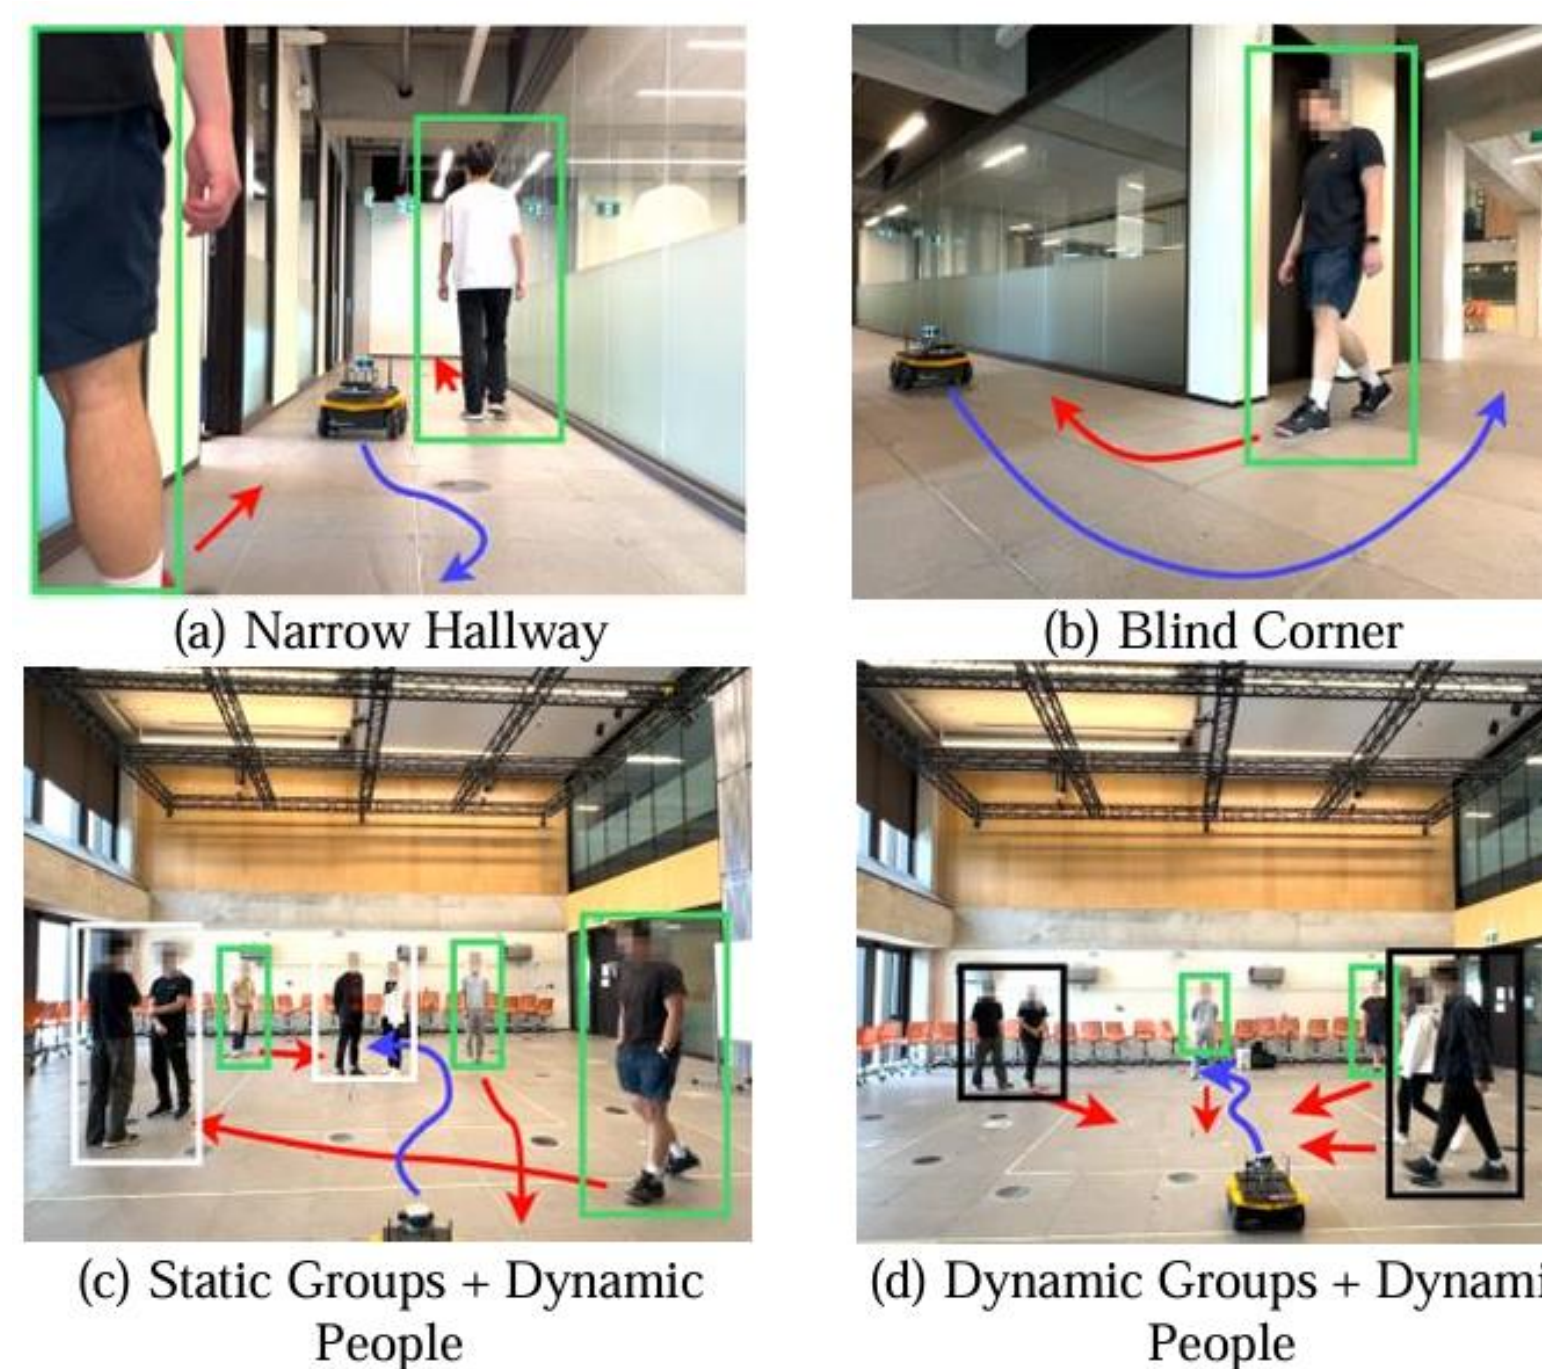 (a) Narrow Hallway
(b) Blind Corner
(c) Static Groups + Dynamic
People
(d) Dynamic Groups + Dynami
People